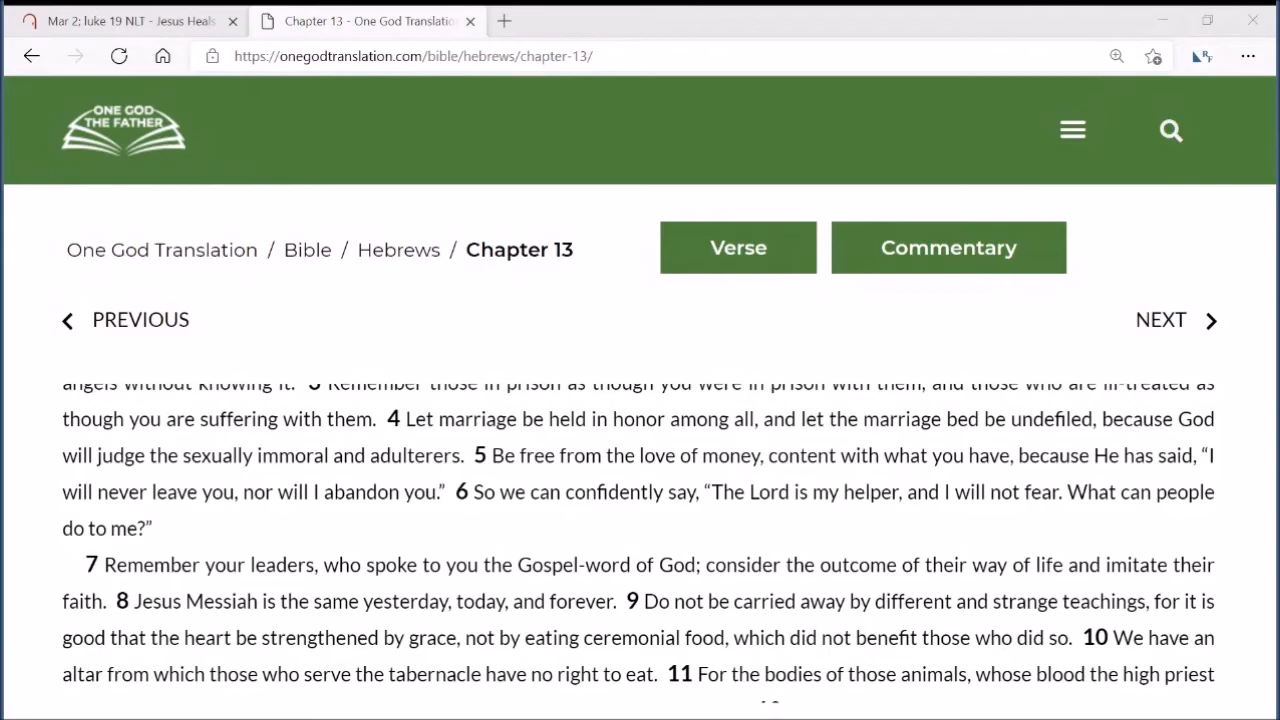 Mar 2; luke 19 NLT - Jesus Heals
Chapter 13 - One God Translatio
https://onegodtranslation.com/bible/hebrews/chapter-13/
ONE GOD
THE FATHER
One God Translation / Bible / Hebrews / Chapter 13
Verse
Commentary
PREVIOUS
NEXT
angels without knowing it. 3 Remember those in prison as though you were in prison with them, and those who are ill-treated as
though you are suffering with them. 4 Let marriage be held in honor among all, and let the marriage bed be undefiled, because God
will judge the sexually immoral and adulterers. 5 Be free from the love of money, content with what you have, because He has said, “I
will never leave you, nor will I abandon you.” 6 So we can confidently say, “The Lord is my helper, and I will not fear. What can people
do to me?”
7 Remember your leaders, who spoke to you the Gospel-word of God; consider the outcome of their way of life and imitate their
faith. 8 Jesus Messiah is the same yesterday, today, and forever. 9 Do not be carried away by different and strange teachings, for it is
good that the heart be strengthened by grace, not by eating ceremonial food, which did not benefit those who did so. 10 We have an
altar from which those who serve the tabernacle have no right to eat. 11 For the bodies of those animals, whose blood the high priest